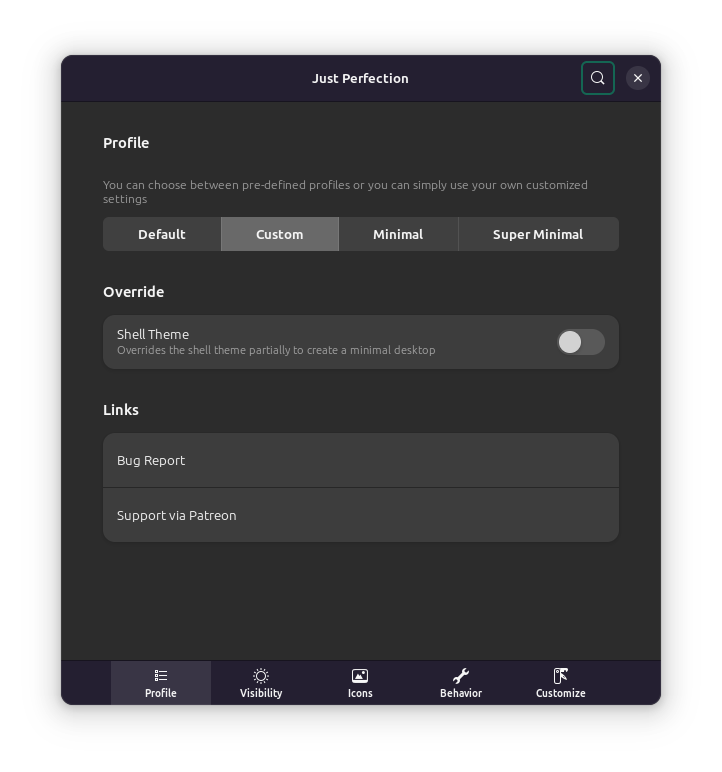 Just Perfection
Profile
You can choose between pre-defined profiles or you can simply use your own customized
settings
Default Custom Minimal Super Minimal
Override
Shell Theme
Overrides the shell theme partially to create a minimal desktop
Links
Bug Report
Support via Patreon
Profile Visibility Icons Behavior Customize